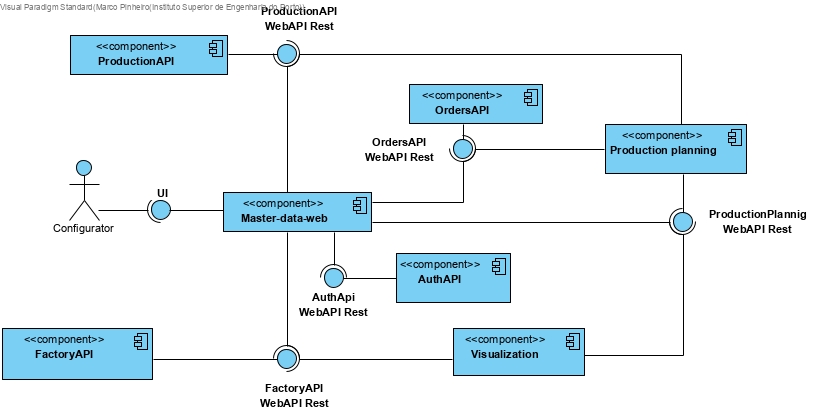 Visual Paradigm Standard(Marco Pinheiro(Instituto Superior de Engenharia do Porto))
ProductionAPI
WebAPI Rest
<<component>>
ProductionAPI
<<component>>
OrdersAPI
OrdersAPI
WebAPI Rest
<<component>>
Production planning
UI
Configurator
<<component>>
Master-data-web
ProductionPlannig
WebAPI Rest
<<component>>
AuthAPI
AuthApi
WebAPI Rest
<<component>>
FactoryAPI
<<component>>
Visualization
FactoryAPI
WebAPI Rest